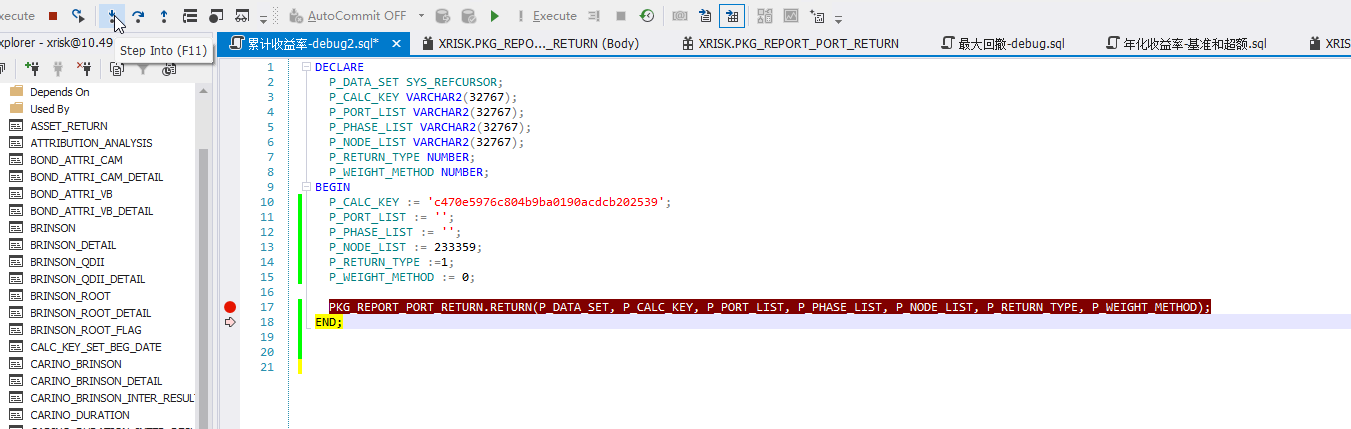 xecute
AutoCommit OFF
Execute
xplorer - xrisk@10.49
Step Into (F11)
累计收益率-debug2.sql*
XRISK.PKG_REPO..._RETURN (Body)
XRISK.PKG_REPORT_PORT_RETURN
最大回撤-debug.sql
年化收益率-基准和超额.sql
XRIS
Depends On
Used By
ASSET_RETURN
ATTRIBUTION_ANALYSIS
BOND_ATTRI_CAM
BOND_ATTRI_CAM_DETAIL
BOND_ATTRI_VB
BOND_ATTRI_VB_DETAIL
BRINSON
BRINSON_DETAIL
BRINSON_QDII
BRINSON_QDII_DETAIL
BRINSON_ROOT
BRINSON_ROOT_DETAIL
BRINSON_ROOT_FLAG
CALC_KEY_SET_BEG_DATE
CARINO_BRINSON
CARINO_BRINSON_DETAIL
CARINO_BRINSON_INTER_RESUL
CARINO_DURATION
1 DECLARE
2 P_DATA_SET SYS_REFCURSOR;
3 P_CALC_KEY VARCHAR2(32767);
4 P_PORT_LIST VARCHAR2(32767);
5 P_PHASE_LIST VARCHAR2(32767);
6 P_NODE_LIST VARCHAR2(32767);
7 P_RETURN_TYPE NUMBER;
8 P_WEIGHT_METHOD NUMBER;
9 BEGIN
10 P_CALC_KEY := 'c470e5976c804b9ba0190acdcb202539';
11 P_PORT_LIST := '';
12 P_PHASE_LIST := '';
13 P_NODE_LIST := 233359;
14 P_RETURN_TYPE :=1;
15 P_WEIGHT_METHOD := 0;
16
17 PKG_REPORT_PORT_RETURN.RETURN(P_DATA_SET, P_CALC_KEY, P_PORT_LIST, P_PHASE_LIST, P_NODE_LIST, P_RETURN_TYPE, P_WEIGHT_METHOD);
18 END;
19
20
21